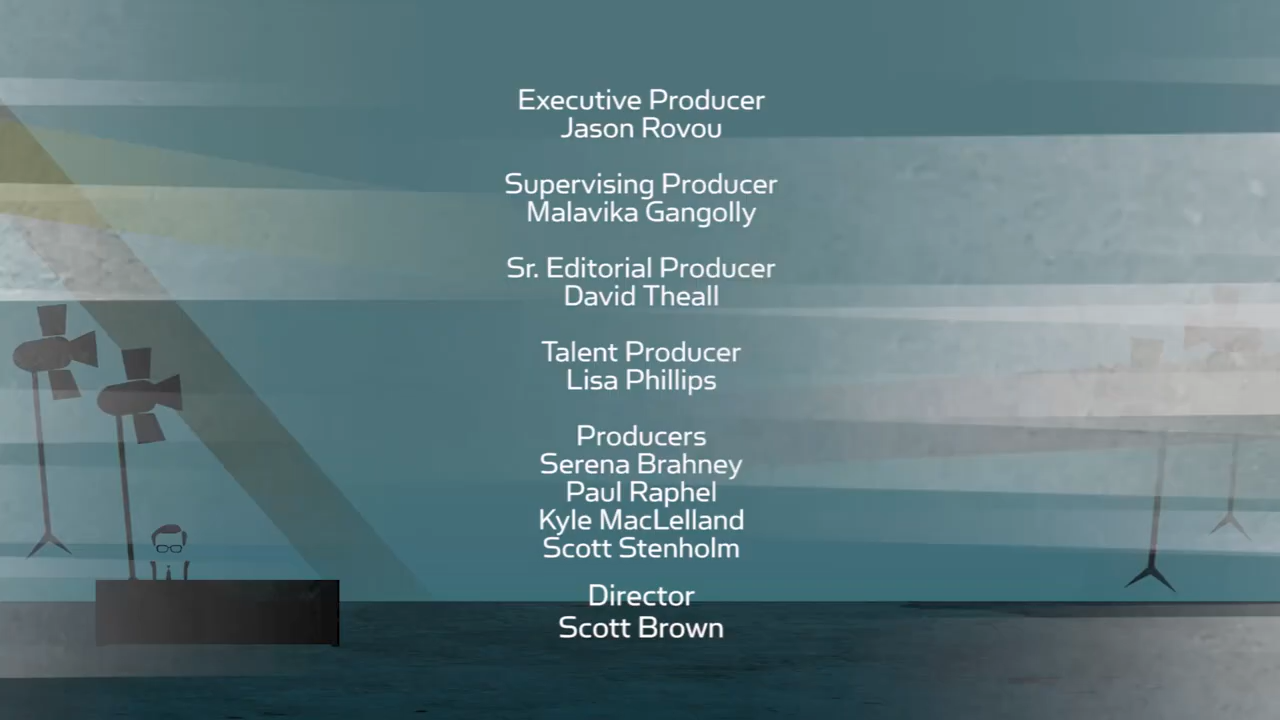 Executive Producer
Jason Rovou
Supervising Producer
Malavika Gangolly
Sr. Editorial Producer
David Theall
Talent Producer
Lisa Phillips
Producers
Serena Brahney
Paul Raphel
Kyle MacLelland
Scott Stenholm
Director
Scott Brown